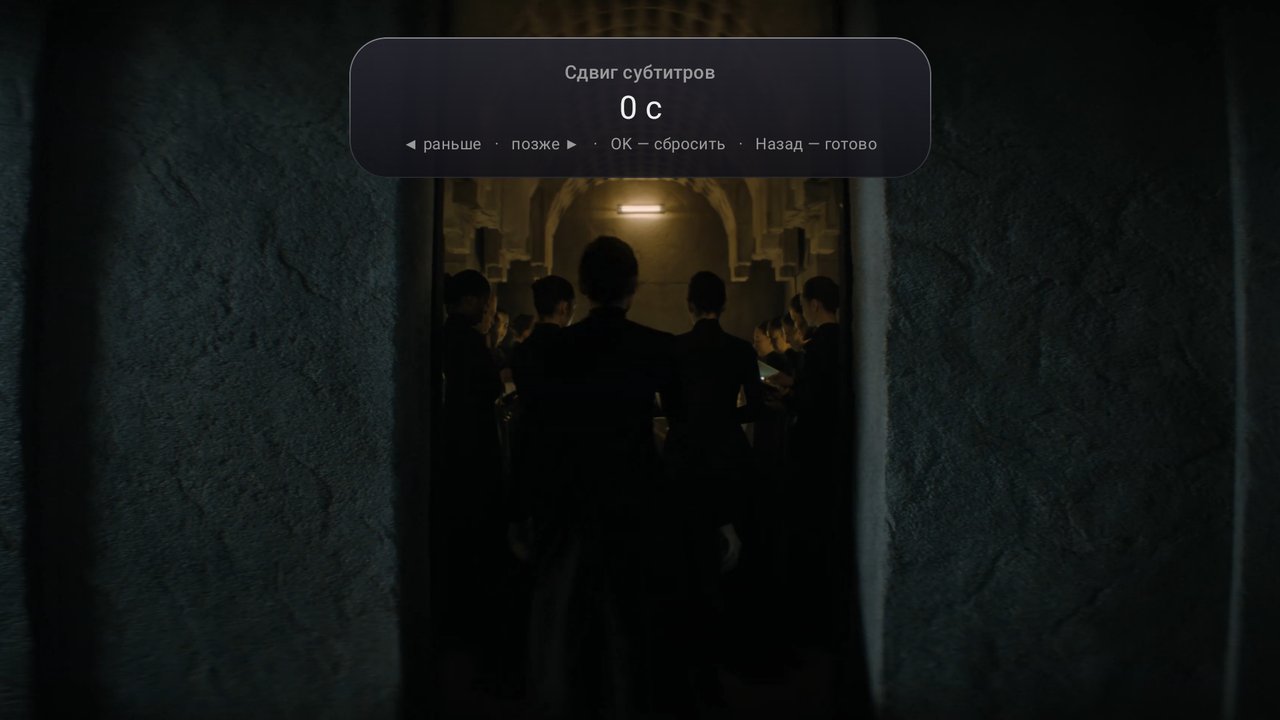 Сдвиг субтитров
0 с
◄ раньше · позже ► · OK — сбросить · Назад — готово